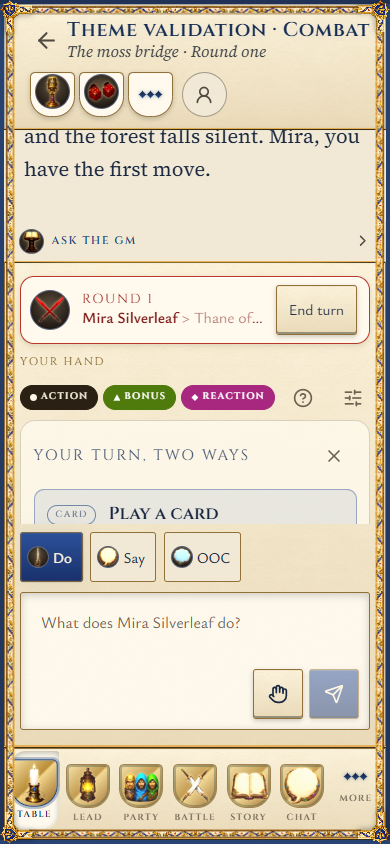 Theme validation · Combat
The moss bridge · Round one
and the forest falls silent. Mira, you
have the first move.
ASK THE GM
ROUND 1
Mira Silverleaf > Thane of...
End turn
YOUR HAND
ACTION
BONUS
REACTION
YOUR TURN, TWO WAYS
CARD
Play a card
Do
Say
OOC
What does Mira Silverleaf do?
TABLE
LEAD
PARTY
BATTLE
STORY
CHAT
MORE